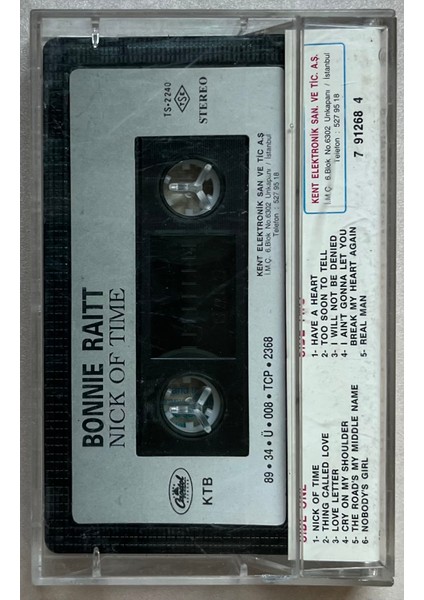 BONNIE RAITT
NICK OF TIME
TS-2240
TSE
STEREO
Capitol
KTB
KENT ELEKTRONİK SAN VE TİC A.Ş.
İ.M.Ç. 6.Blok No.6302 Unkapanı / İstanbul
Telefon : 527 95 18
89 • 34 • Ü • 008 • TCP • 2368
SIDE ONE
1- NICK OF TIME
2- THING CALLED LOVE
3- LOVE LETTER
4- CRY ON MY SHOULDER
5- THE ROAD'S MY MIDDLE NAME
6- NOBODY'S GIRL
SIDE TWO
1- HAVE A HEART
2- TOO SOON TO TELL
3- I WILL NOT BE DENIED
4- I AIN'T GONNA LET YOU
BREAK MY HEART AGAIN
5- REAL MAN
KENT ELEKTRONİK SAN. VE TİC. A.Ş.
İ.M.Ç. 6.Blok No.6302 Unkapanı / İstanbul
Telefon : 527 95 18
7 91268 4